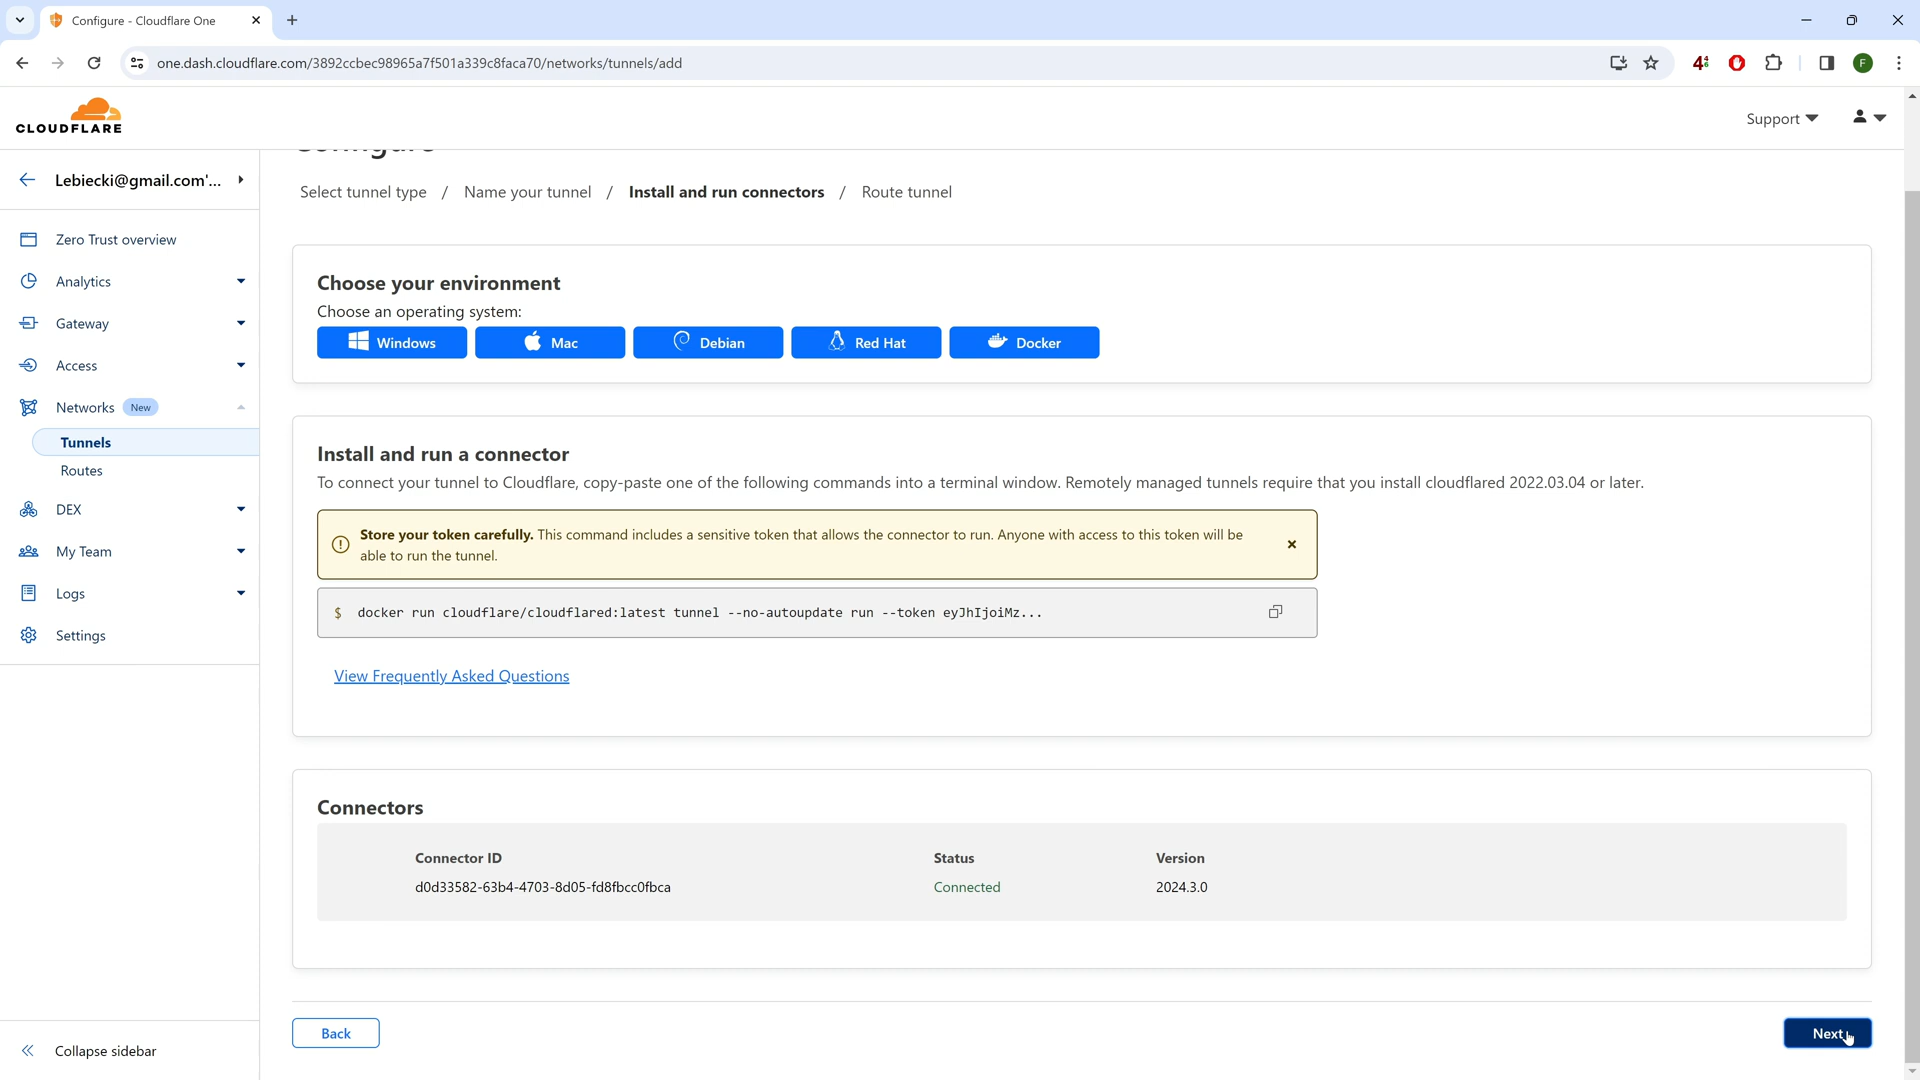 Configure - Cloudflare One
one.dash.cloudflare.com/3892ccbec98965a7f501a339c8faca70/networks/tunnels/add
F
CLOUDFLARE
Support
Lebiecki@gmail.com'...
Configure
Select tunnel type / Name your tunnel / Install and run connectors / Route tunnel
Zero Trust overview
Analytics
Gateway
Access
Networks New
Tunnels
Routes
DEX
My Team
Logs
Settings
Collapse sidebar
Choose your environment
Choose an operating system:
Windows Mac Debian Red Hat Docker
Install and run a connector
To connect your tunnel to Cloudflare, copy-paste one of the following commands into a terminal window. Remotely managed tunnels require that you install cloudflared 2022.03.04 or later.
Store your token carefully. This command includes a sensitive token that allows the connector to run. Anyone with access to this token will be
able to run the tunnel.
$ docker run cloudflare/cloudflared:latest tunnel --no-autoupdate run --token eyJhIjoiMz...
View Frequently Asked Questions
Connectors
Connector ID Status Version
d0d33582-63b4-4703-8d05-fd8fbcc0fbca Connected 2024.3.0
Back
Next